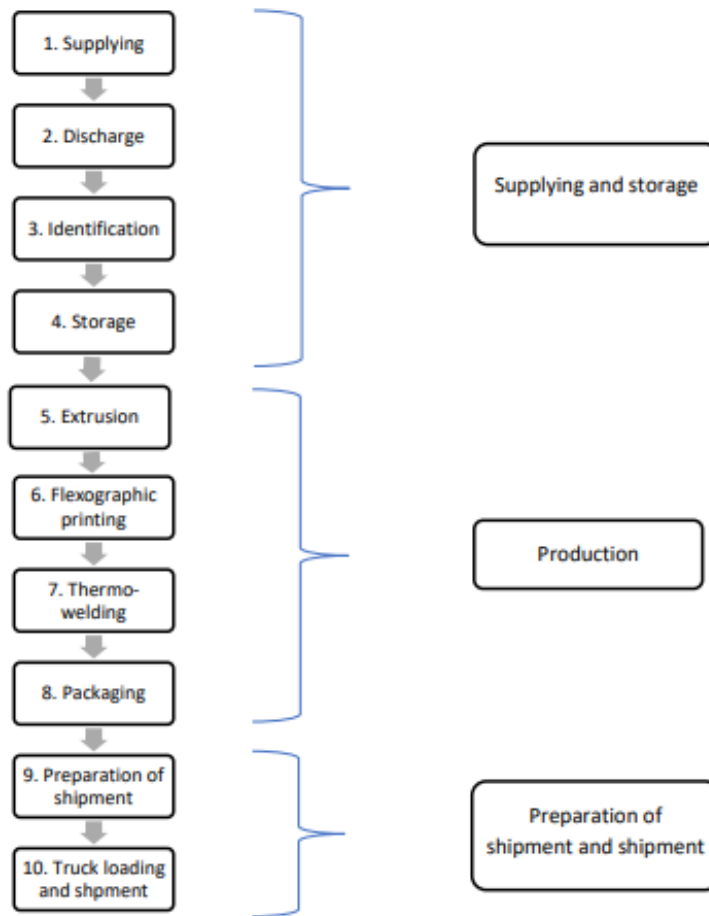 1. Supplying
2. Discharge
3. Identification
4. Storage
Supplying and storage
5. Extrusion
6. Flexographic
printing
7. Thermo-
welding
8. Packaging
Production
9. Preparation of
shipment
10. Truck loading
and shpment
Preparation of
shipment and shipment